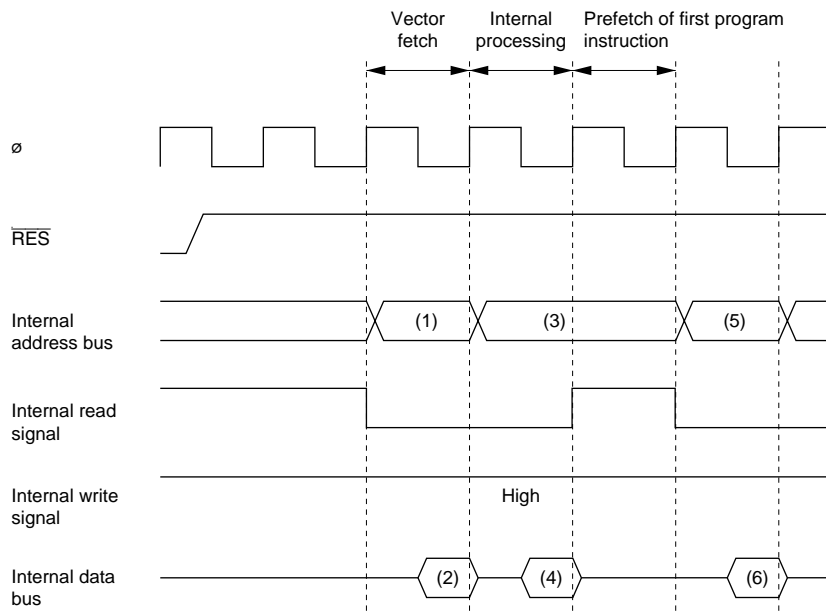 Vector
fetch
Internal
processing
Prefetch of first program
instruction
ø
RES
Internal
address bus
(1)
(3)
(5)
Internal read
signal
Internal write
signal
High
Internal data
bus
(2)
(4)
(6)